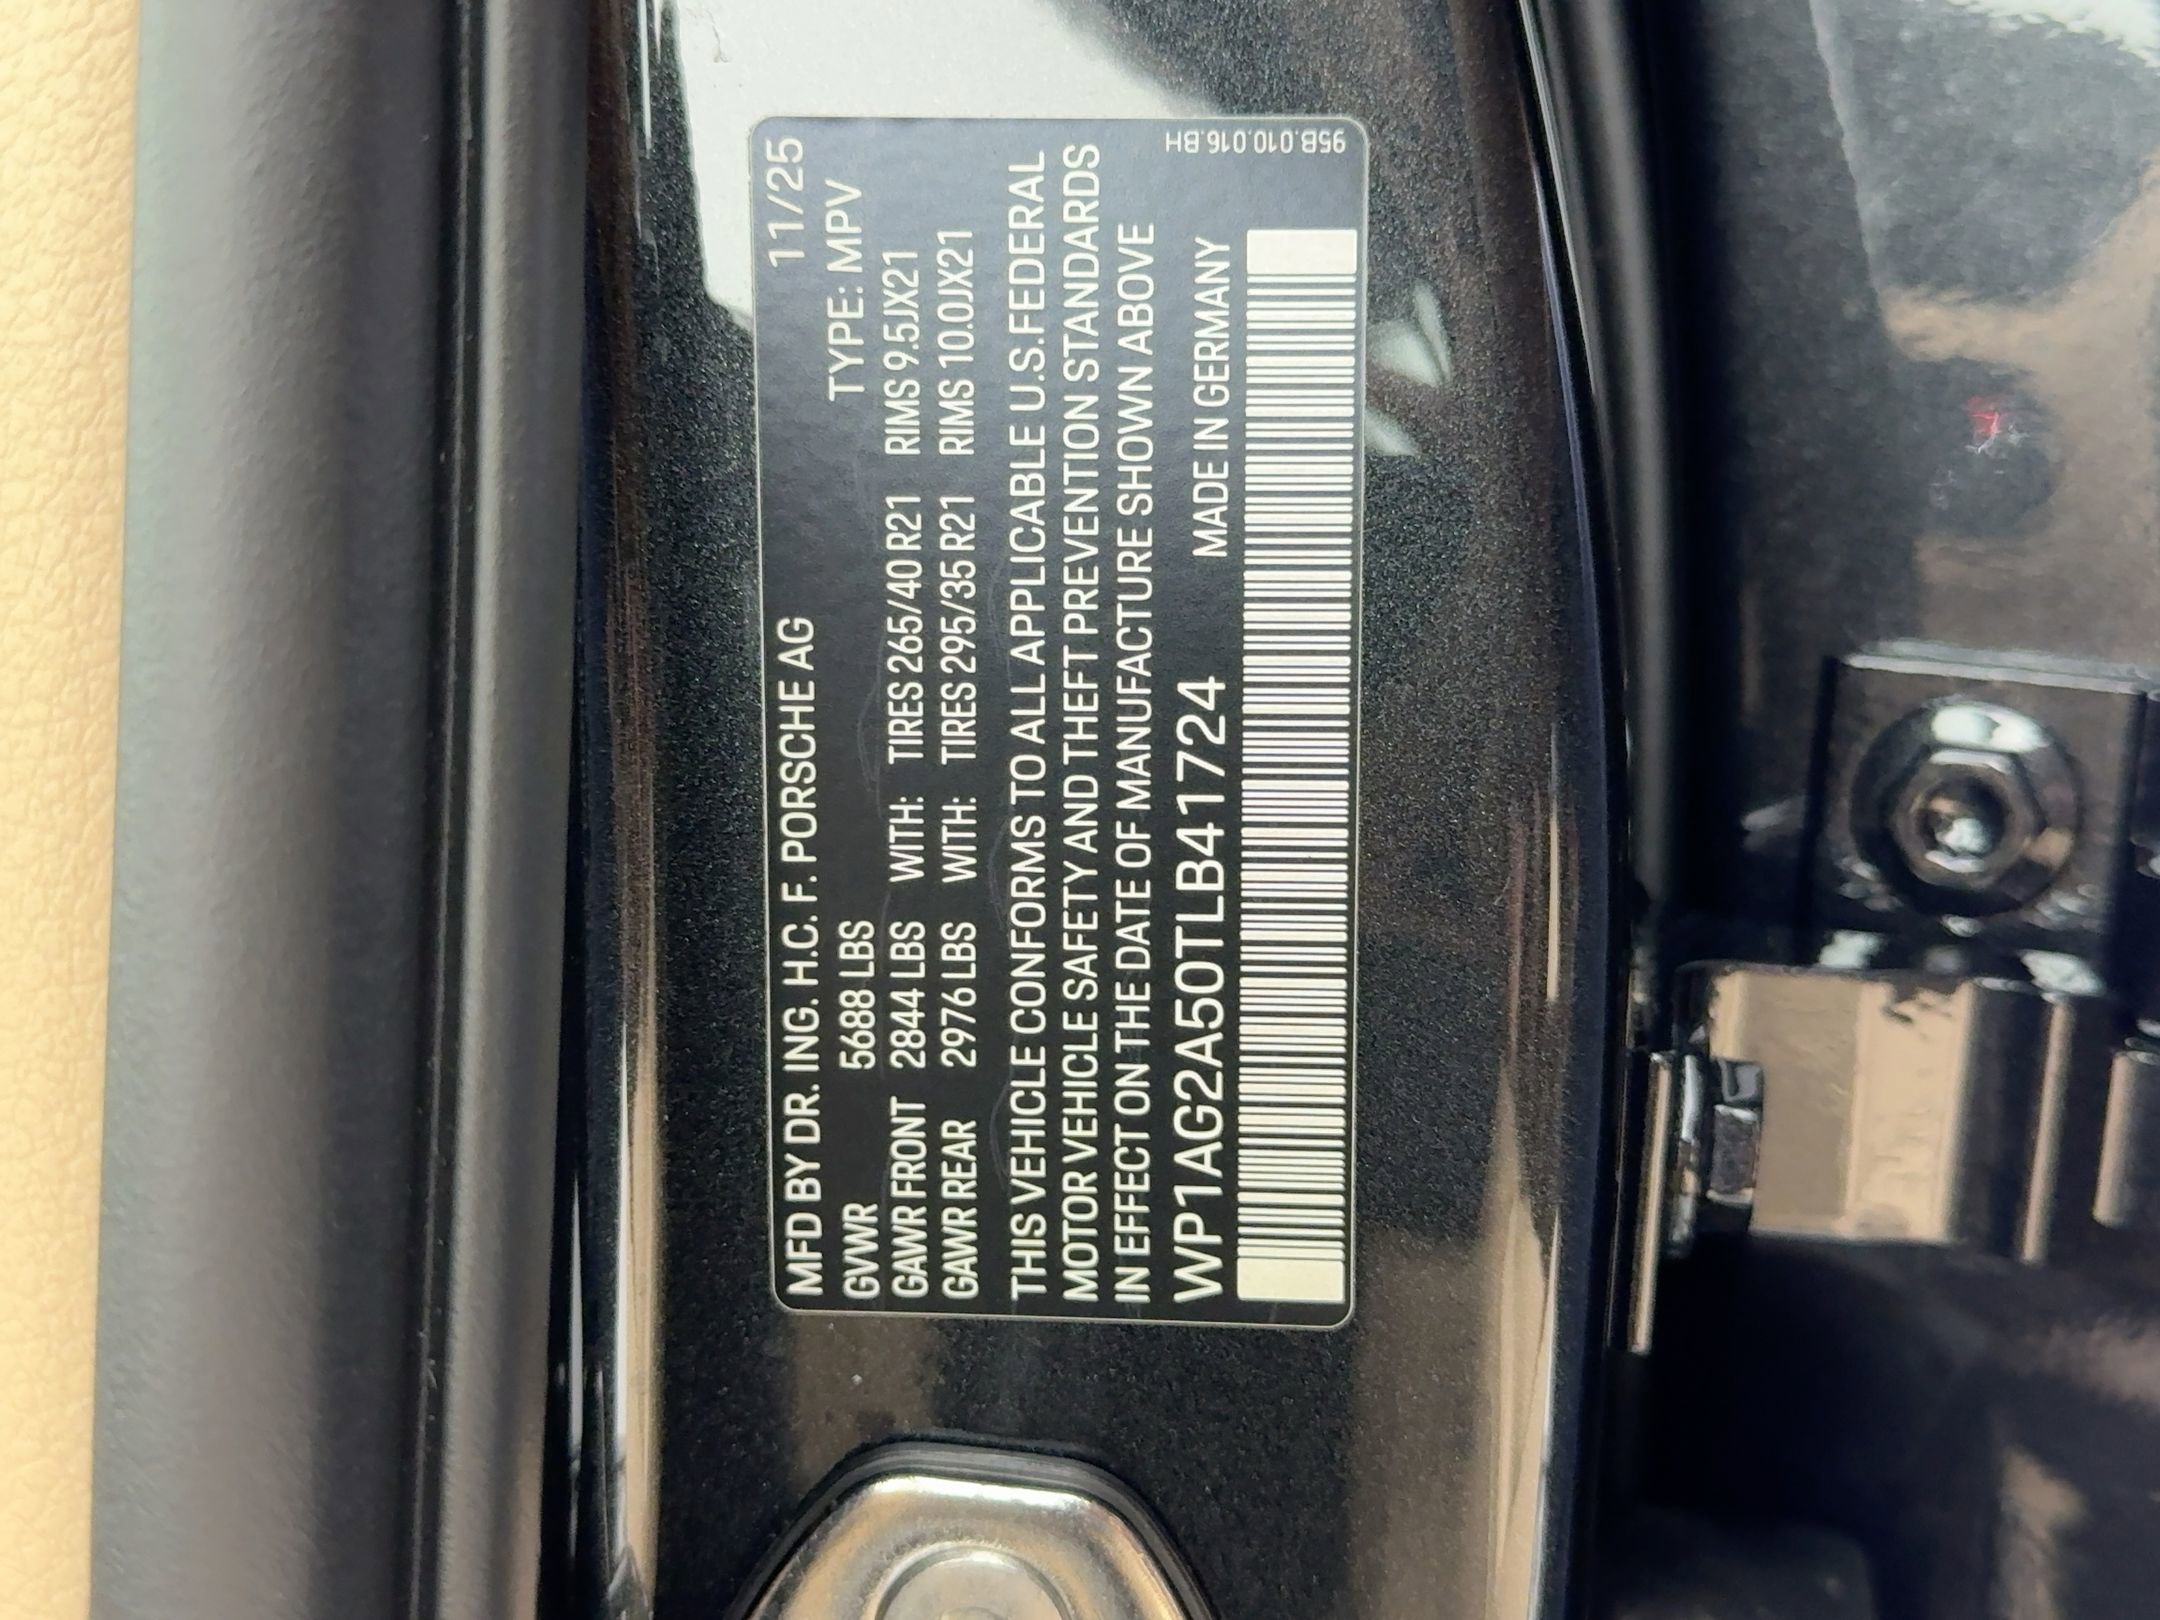 MFD BY DR. ING. H.C. F. PORSCHE AG 11/25
GVWR 5688 LBS TYPE: MPV
GAWR FRONT 2844 LBS WITH: TIRES 265/40 R21 RIMS 9.5JX21
GAWR REAR 2976 LBS WITH: TIRES 295/35 R21 RIMS 10.0JX21
THIS VEHICLE CONFORMS TO ALL APPLICABLE U.S.FEDERAL
MOTOR VEHICLE SAFETY AND THEFT PREVENTION STANDARDS
IN EFFECT ON THE DATE OF MANUFACTURE SHOWN ABOVE
WP1AG2A50TLB41724 MADE IN GERMANY
95B.010.016.BH